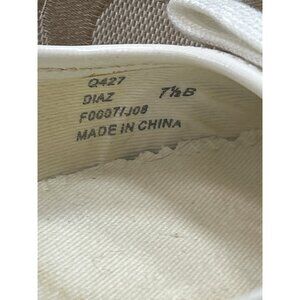 Q427
DIAZ 7½B
F0007/J08
MADE IN CHINA